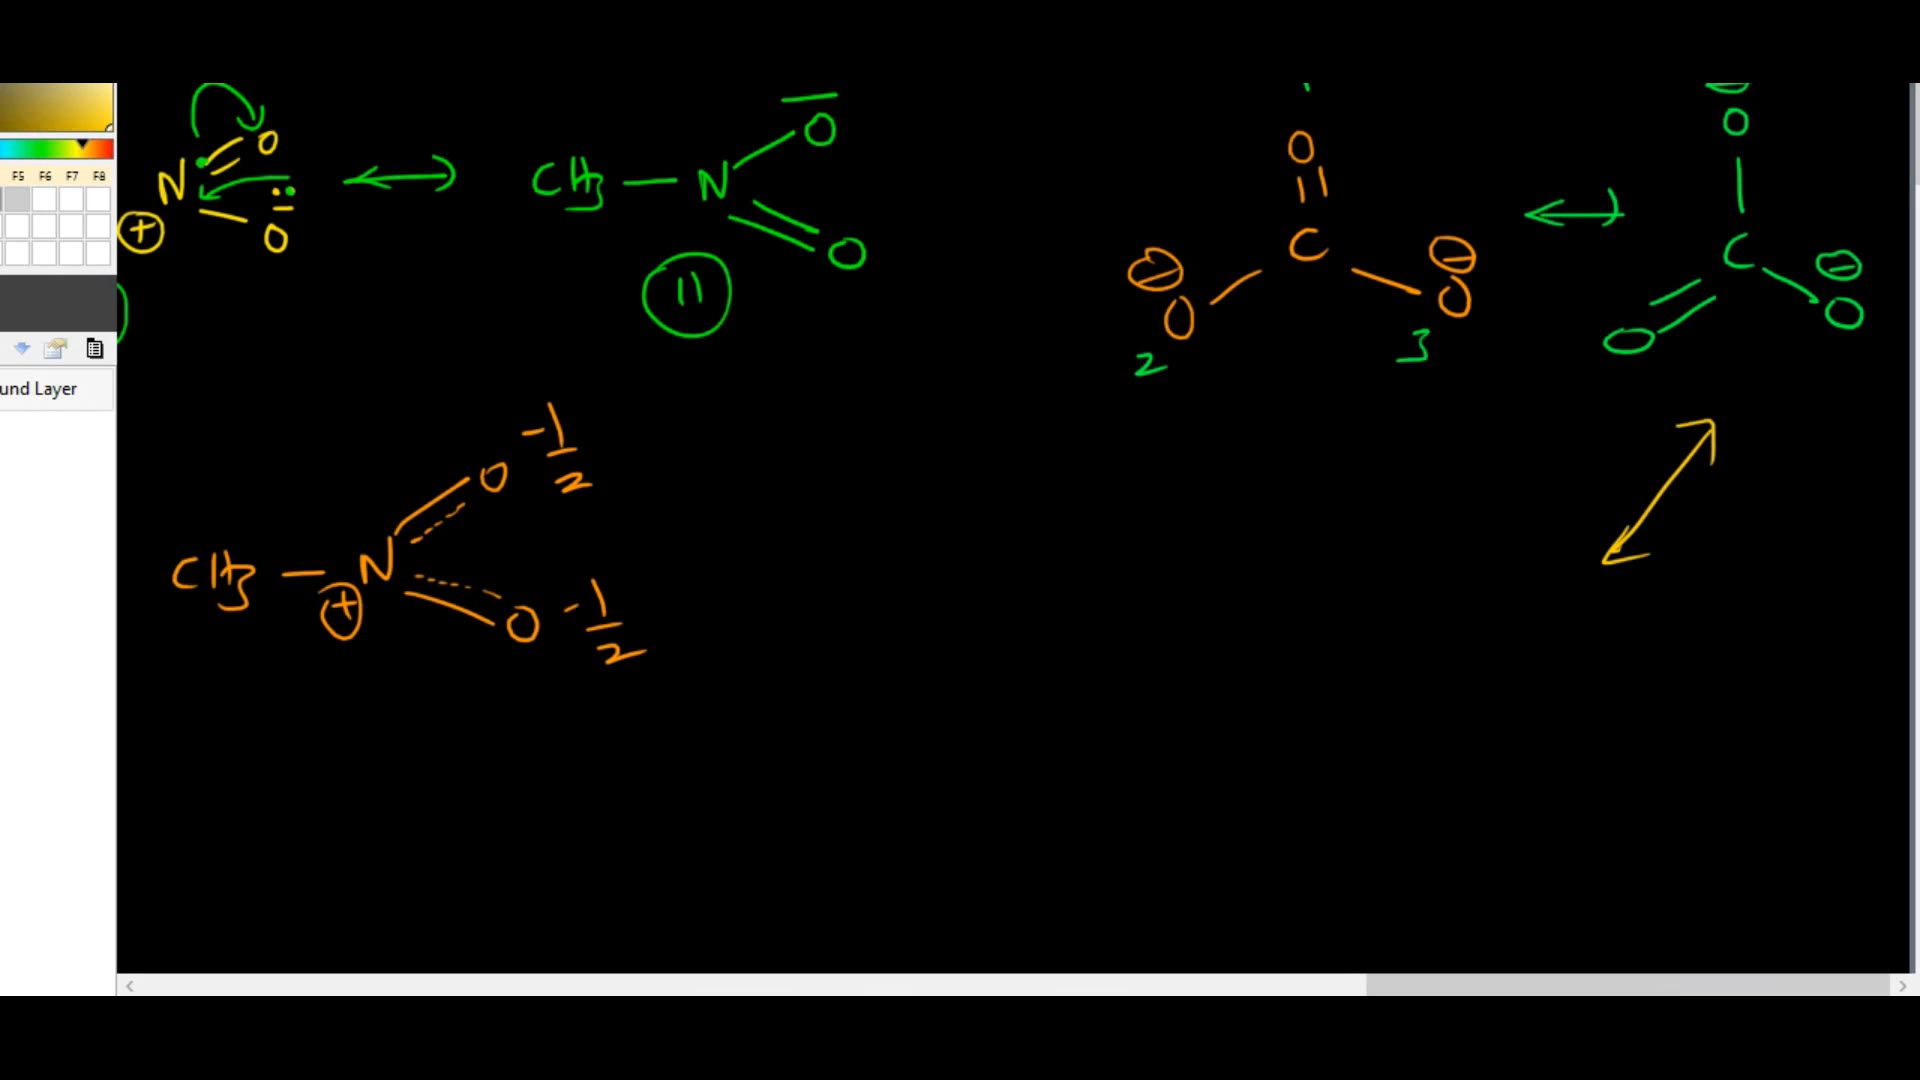 F5 F6 F7 F8
und Layer
N O
+ O
CH3 — N O
O
11
O
C
O O
2 3
O
C
O O
O -1/2
CH3 — N
+
O -1/2